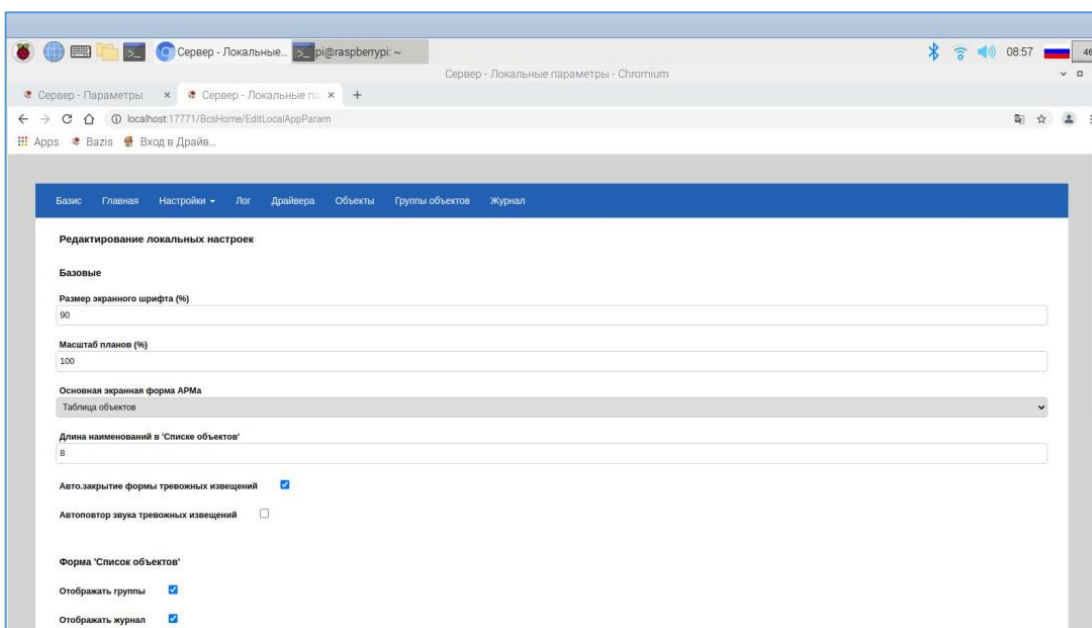 Сервер - Локальные...
pi@raspberrypi: ~
08:57
46
Сервер - Локальные параметры - Chromium
Сервер - Параметры
Сервер - Локальные па
localhost:17771/BcsHome/EditLocalAppParam
Apps
Bazis
Вход в Драйв...
Базис
Главная
Настройки
Лог
Драйвера
Объекты
Группы объектов
Журнал
Редактирование локальных настроек
Базовые
Размер экранного шрифта (%)
90
Масштаб планов (%)
100
Основная экранная форма АРМа
Таблица объектов
Длина наименований в 'Списке объектов'
8
Авто.закрытие формы тревожных извещений
Автоповтор звука тревожных извещений
Форма 'Список объектов'
Отображать группы
Отображать журнал